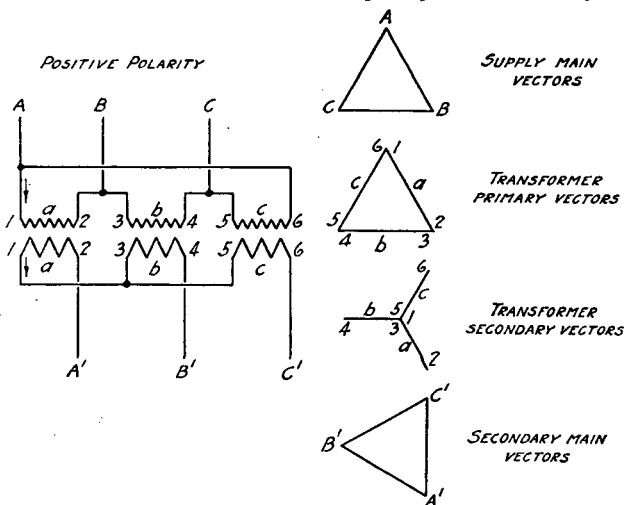 POSITIVE POLARITY
A B C
a b c
1 2 3 4 5 6
1 2 3 4 5 6
a b c
A' B' C'
A
C B
SUPPLY MAIN
VECTORS
6 1
c a
5 2
4 b 3
TRANSFORMER
PRIMARY VECTORS
6
c
b 5 1
4 3
a
2
TRANSFORMER
SECONDARY VECTORS
C'
B'
A'
SECONDARY MAIN
VECTORS